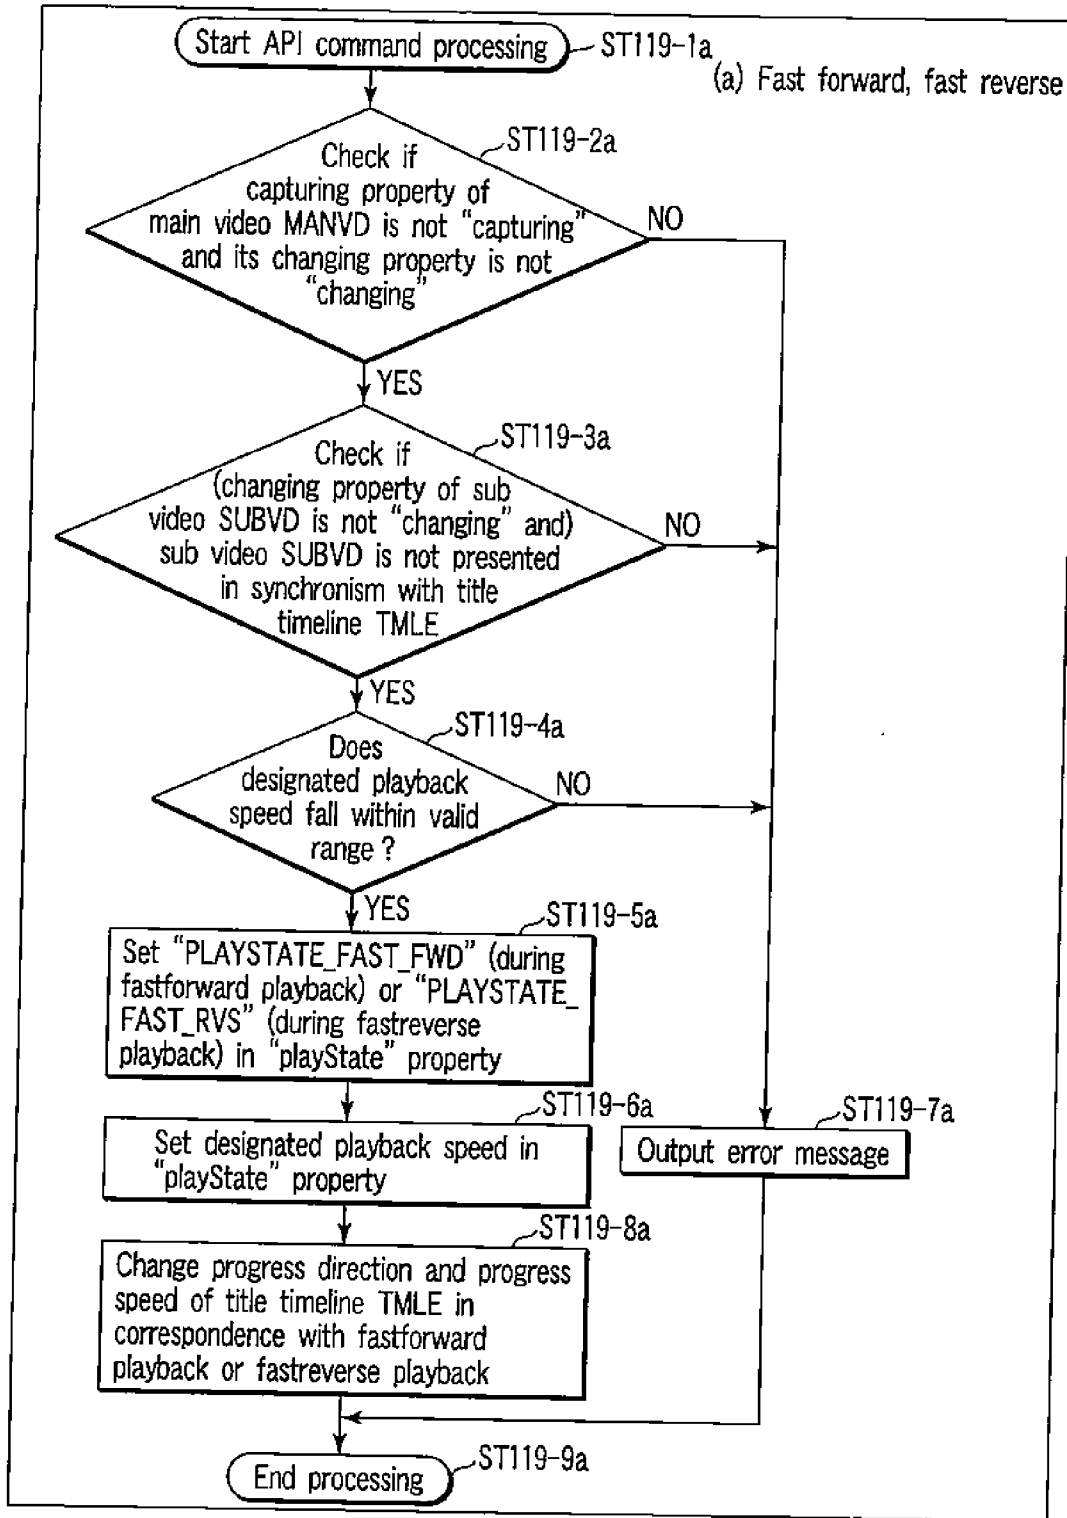 Start API command processing
ST119-1a
(a) Fast forward, fast reverse
ST119-2a
Check if
capturing property of
main video MANVD is not “capturing”
and its changing property is not
“changing”
NO
YES
ST119-3a
Check if
(changing property of sub
video SUBVD is not “changing” and)
sub video SUBVD is not presented
in synchronism with title
timeline TMLE
NO
YES
ST119-4a
Does
designated playback
speed fall within valid
range ?
NO
YES
ST119-5a
Set “PLAYSTATE_FAST_FWD” (during
fastforward playback) or “PLAYSTATE_
FAST_RVS” (during fastreverse
playback) in “playState” property
ST119-6a
Set designated playback speed in
“playState” property
ST119-7a
Output error message
ST119-8a
Change progress direction and progress
speed of title timeline TMLE in
correspondence with fastforward
playback or fastreverse playback
End processing
ST119-9a